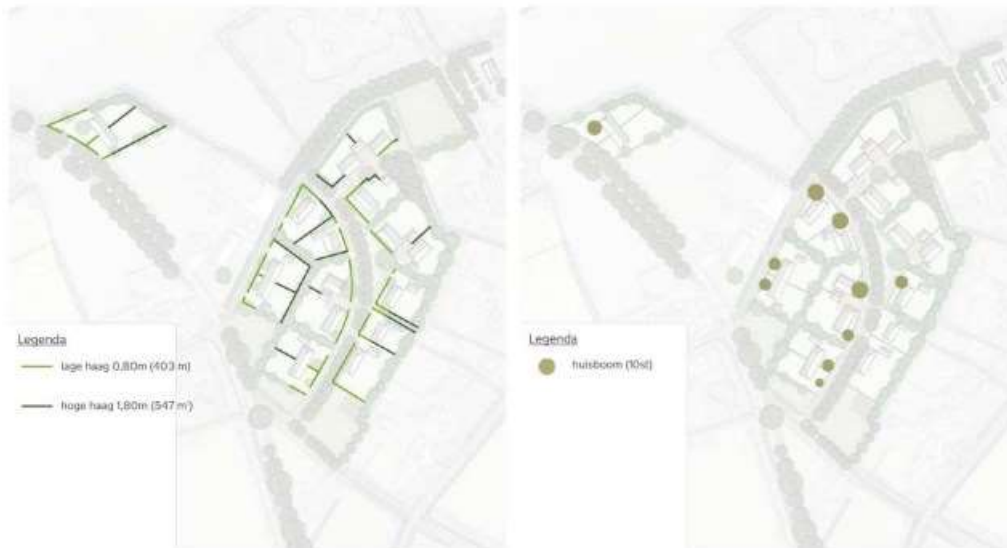 Legenda
lage haag 0,80m (403 m)
hoge haag 1,80m (547 m')
Legenda
huisboom (10st)